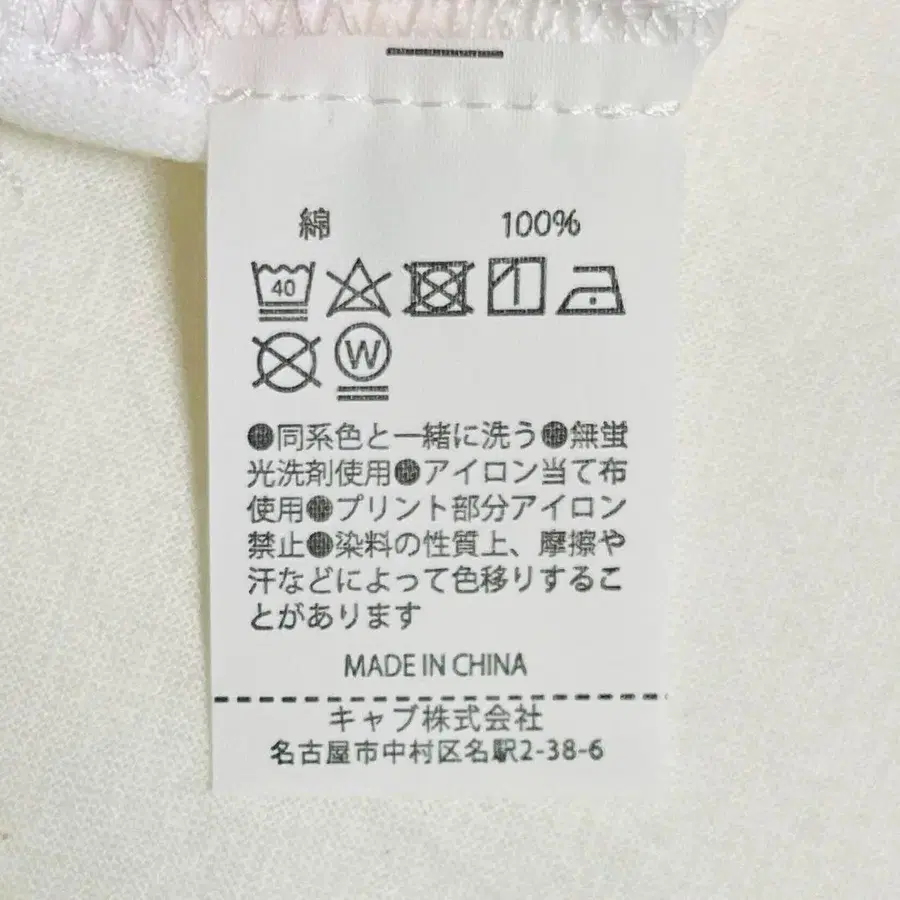 綿 100%
40
W
●同系色と一緒に洗う●無蛍
光洗剤使用●アイロン当て布
使用●プリント部分アイロン
禁止●染料の性質上、摩擦や
汗などによって色移りするこ
とがあります
MADE IN CHINA
キャブ株式会社
名古屋市中村区名駅2-38-6